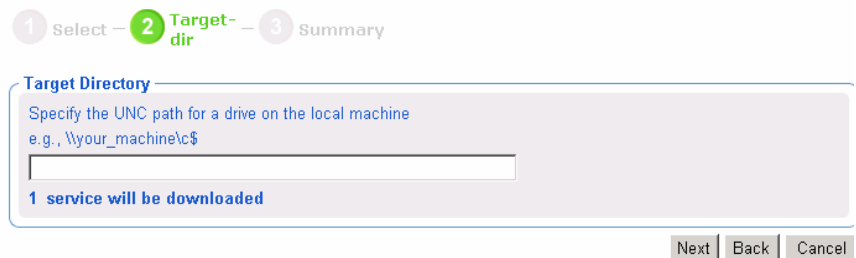 1 Select – 2 Target-dir – 3 Summary
Target Directory
Specify the UNC path for a drive on the local machine
e.g., \\your_machine\c$
1 service will be downloaded
Next Back Cancel